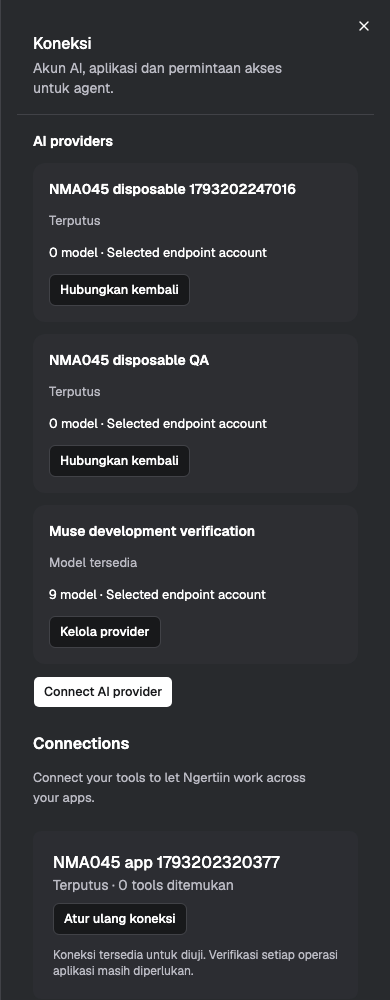 Koneksi
Akun AI, aplikasi dan permintaan akses
untuk agent.
AI providers
NMA045 disposable 1793202247016
Terputus
0 model · Selected endpoint account
Hubungkan kembali
NMA045 disposable QA
Terputus
0 model · Selected endpoint account
Hubungkan kembali
Muse development verification
Model tersedia
9 model · Selected endpoint account
Kelola provider
Connect AI provider
Connections
Connect your tools to let Ngertiin work across
your apps.
NMA045 app 1793202320377
Terputus · 0 tools ditemukan
Atur ulang koneksi
Koneksi tersedia untuk diuji. Verifikasi setiap operasi
aplikasi masih diperlukan.